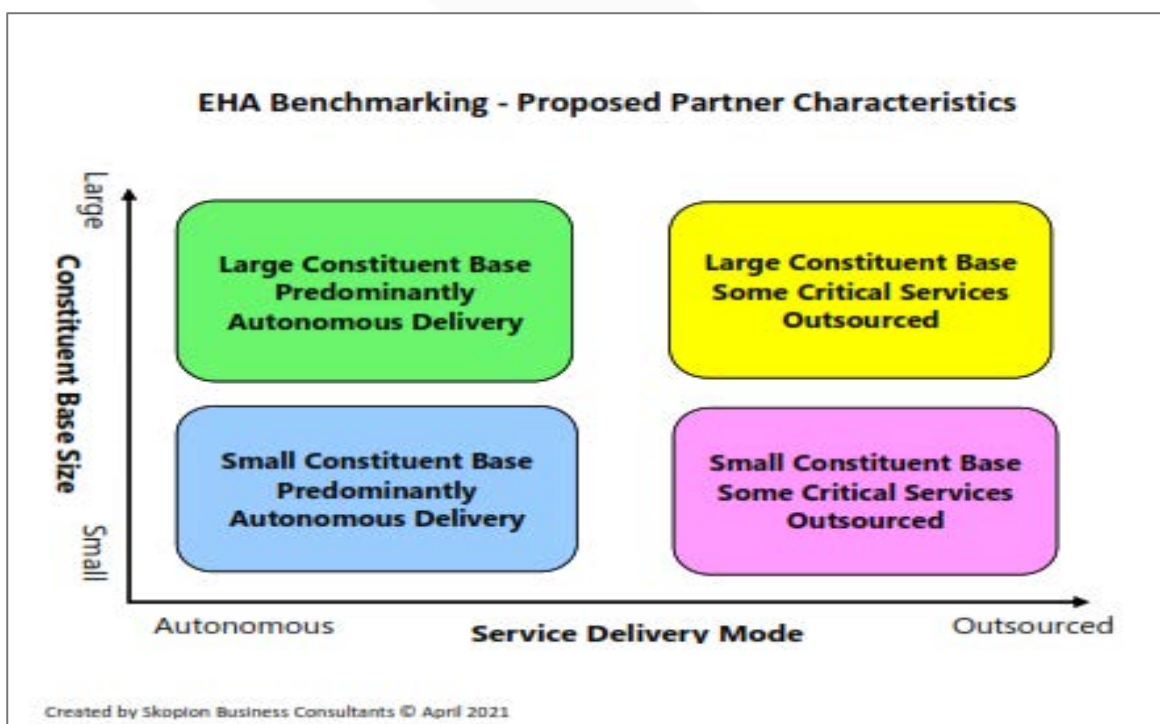 EHA Benchmarking - Proposed Partner Characteristics
Large
Constituent Base Size
Small
Large Constituent Base
Predominantly
Autonomous Delivery
Large Constituent Base
Some Critical Services
Outsourced
Small Constituent Base
Predominantly
Autonomous Delivery
Small Constituent Base
Some Critical Services
Outsourced
Autonomous
Service Delivery Mode
Outsourced
Created by Skopion Business Consultants © April 2021